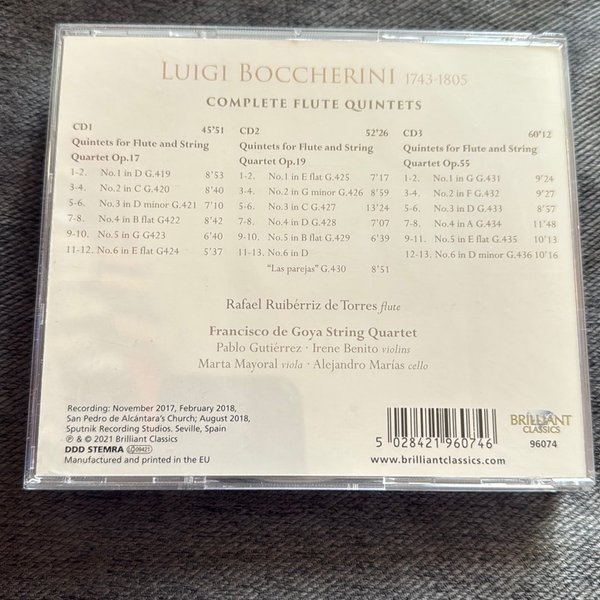 LUIGI BOCCHERINI 1743-1805
COMPLETE FLUTE QUINTETS
CD1 45'51
Quintets for Flute and String
Quartet Op.17
1-2. No.1 in D G.419 8'53
3-4. No.2 in C G.420 8'40
5-6. No.3 in D minor G.421 7'10
7-8. No.4 in B flat G422 8'42
9-10. No.5 in G G423 6'40
11-12. No.6 in E flat G424 5'37
CD2 52'26
Quintets for Flute and String
Quartet Op.19
1-2. No.1 in E flat G.425 7'17
3-4. No.2 in G minor G.426 8'59
5-6. No.3 in C G.427 13'24
7-8. No.4 in D G.428 7'07
9-10. No.5 in B flat G.429 6'39
11-13. No.6 in D
"Las parejas" G.430 8'51
CD3 60'12
Quintets for Flute and String
Quartet Op.55
1-2. No.1 in G G.431 9'24
3-4. No.2 in F G.432 9'27
5-6. No.3 in D G.433 8'57
7-8. No.4 in A G.434 11'48
9-11. No.5 in E flat G.435 10'13
12-13. No.6 in D minor G.436 10'16
Rafael Ruibérriz de Torres flute
Francisco de Goya String Quartet
Pablo Gutiérrez · Irene Benito violins
Marta Mayoral viola · Alejandro Marías cello
Recording: November 2017, February 2018,
San Pedro de Alcántara's Church; August 2018,
Sputnik Recording Studios. Seville, Spain
℗ & © 2021 Brilliant Classics
DDD STEMRA LC 09421
Manufactured and printed in the EU
5 028421 960746
www.brilliantclassics.com
BRILLIANT
CLASSICS
96074